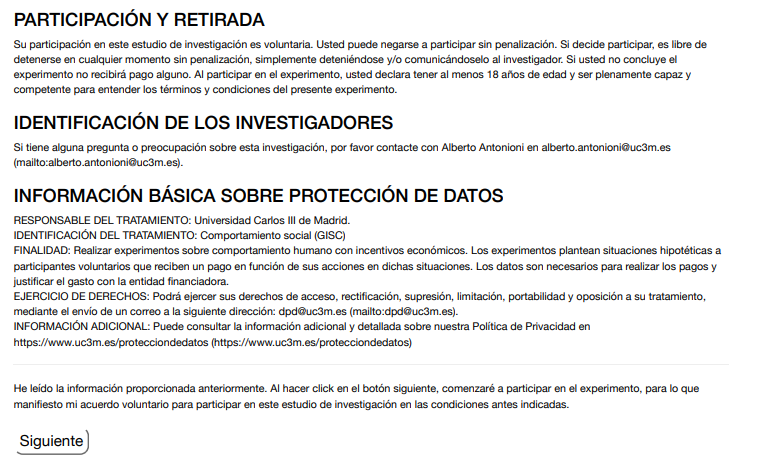 PARTICIPACIÓN Y RETIRADA
Su participación en este estudio de investigación es voluntaria. Usted puede negarse a participar sin penalización. Si decide participar, es libre de
detenerse en cualquier momento sin penalización, simplemente deteniéndose y/o comunicándoselo al investigador. Si usted no concluye el
experimento no recibirá pago alguno. Al participar en el experimento, usted declara tener al menos 18 años de edad y ser plenamente capaz y
competente para entender los términos y condiciones del presente experimento.
IDENTIFICACIÓN DE LOS INVESTIGADORES
Si tiene alguna pregunta o preocupación sobre esta investigación, por favor contacte con Alberto Antonioni en alberto.antonioni@uc3m.es
(mailto:alberto.antonioni@uc3m.es).
INFORMACIÓN BÁSICA SOBRE PROTECCIÓN DE DATOS
RESPONSABLE DEL TRATAMIENTO: Universidad Carlos III de Madrid.
IDENTIFICACIÓN DEL TRATAMIENTO: Comportamiento social (GISC)
FINALIDAD: Realizar experimentos sobre comportamiento humano con incentivos económicos. Los experimentos plantean situaciones hipotéticas a
participantes voluntarios que reciben un pago en función de sus acciones en dichas situaciones. Los datos son necesarios para realizar los pagos y
justificar el gasto con la entidad financiadora.
EJERCICIO DE DERECHOS: Podrá ejercer sus derechos de acceso, rectificación, supresión, limitación, portabilidad y oposición a su tratamiento,
mediante el envío de un correo a la siguiente dirección: dpd@uc3m.es (mailto:dpd@uc3m.es).
INFORMACIÓN ADICIONAL: Puede consultar la información adicional y detallada sobre nuestra Política de Privacidad en
https://www.uc3m.es/protecciondedatos (https://www.uc3m.es/protecciondedatos)
He leído la información proporcionada anteriormente. Al hacer click en el botón siguiente, comenzaré a participar en el experimento, para lo que
manifiesto mi acuerdo voluntario para participar en este estudio de investigación en las condiciones antes indicadas.
Siguiente